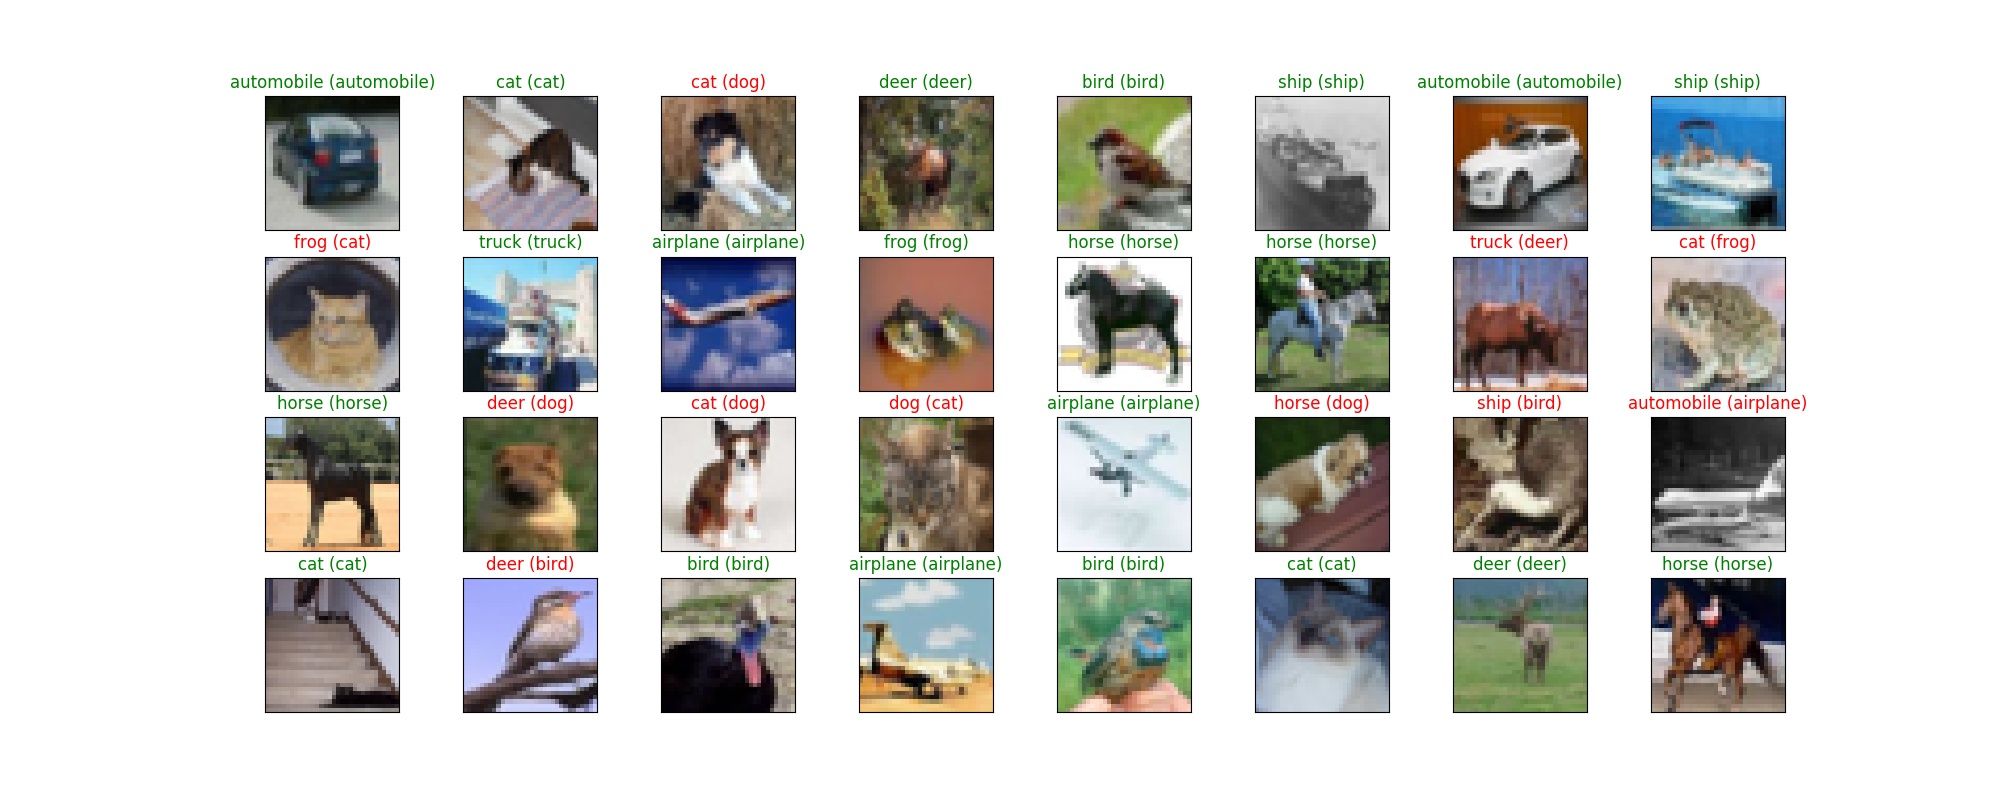 automobile (automobile) cat (cat) cat (dog) deer (deer) bird (bird) ship (ship) automobile (automobile) ship (ship)
frog (cat) truck (truck) airplane (airplane) frog (frog) horse (horse) horse (horse) truck (deer) cat (frog)
horse (horse) deer (dog) cat (dog) dog (cat) airplane (airplane) horse (dog) ship (bird) automobile (airplane)
cat (cat) deer (bird) bird (bird) airplane (airplane) bird (bird) cat (cat) deer (deer) horse (horse)